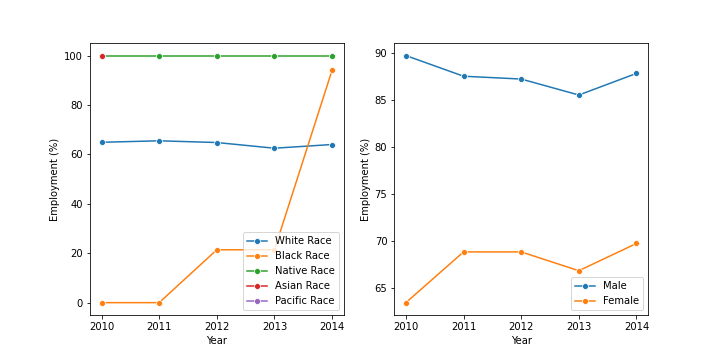 100
80
60
40
20
0
Employment (%)
2010 2011 2012 2013 2014
Year
White Race
Black Race
Native Race
Asian Race
Pacific Race
90
85
80
75
70
65
Employment (%)
2010 2011 2012 2013 2014
Year
Male
Female